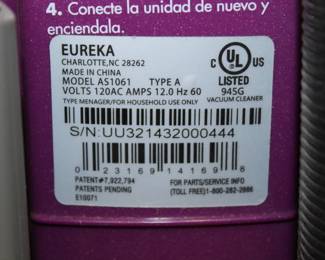 4. Conecte la unidad de nuevo y
enciendala.
EUREKA
CHARLOTTE, NC 28262
MADE IN CHINA
MODEL AS1061 TYPE A
VOLTS 120AC AMPS 12.0 Hz 60
TYPE MENAGER/FOR HOUSEHOLD USE ONLY
C UL US
LISTED
945G
VACUUM CLEANER
S/N:UU321432000444
0 23169 14169 8
PATENT#7,922,794
PATENTS PENDING
E10071
FOR PARTS/SERVICE INFO
(TOLL FREE)1-800-282-2886